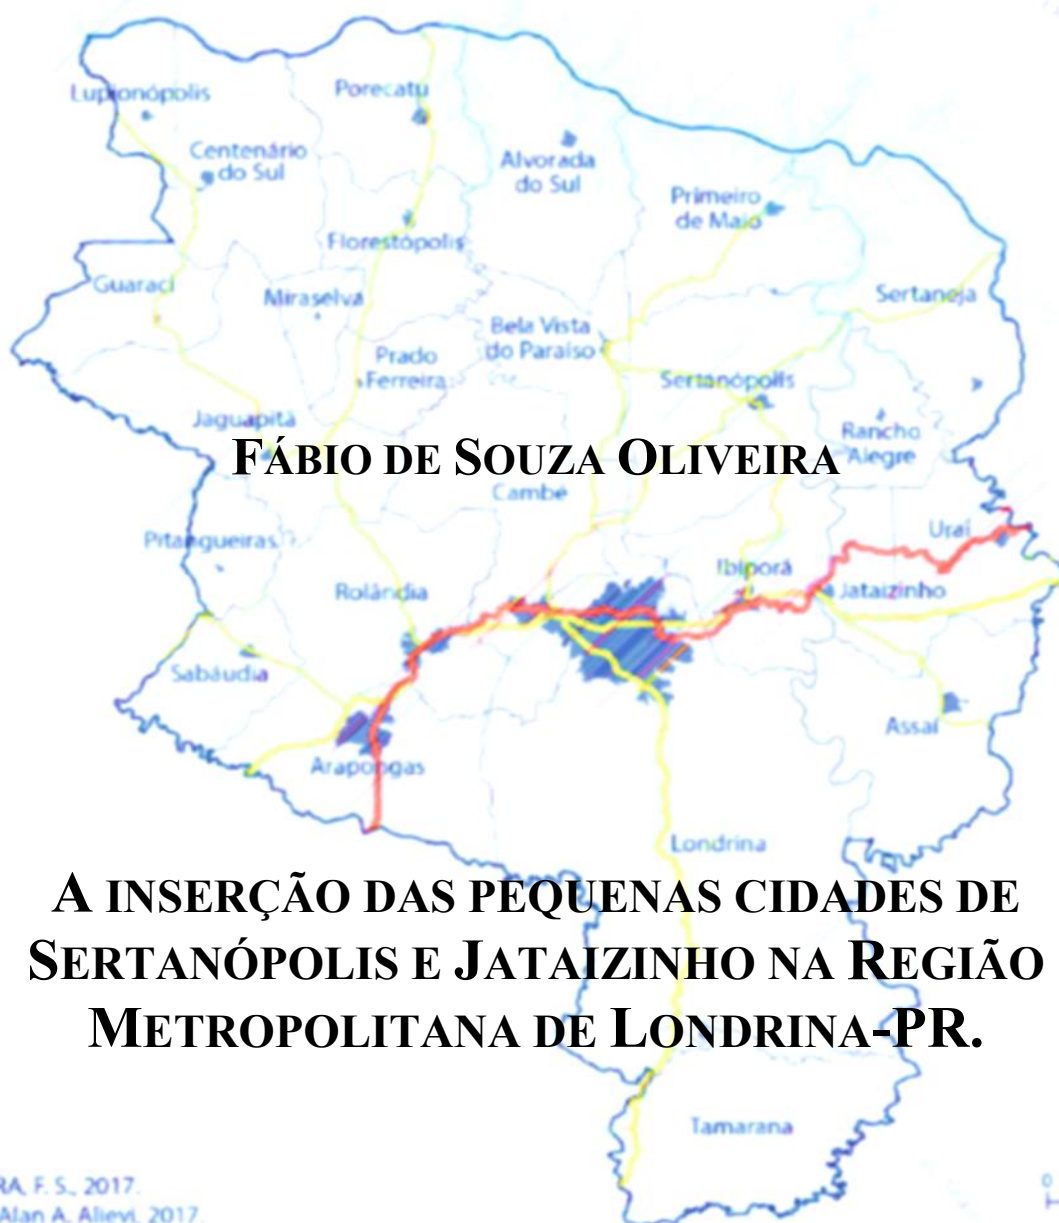 Lupionópolis
Porecatu
Centenário
do Sul
Alvorada
do Sul
Primeiro
de Maio
Florestópolis
Guaraci
Miraselva
Sertaneja
Bela Vista
do Paraíso
Prado
Ferreira
Sertanópolis
Jaguapitã
Rancho
Alegre
FÁBIO DE SOUZA OLIVEIRA
Cambé
Pitangueiras
Uraí
Ibiporã
Rolândia
Jataizinho
Sabáudia
Assaí
Arapongas
Londrina
A INSERÇÃO DAS PEQUENAS CIDADES DE
SERTANÓPOLIS E JATAIZINHO NA REGIÃO
METROPOLITANA DE LONDRINA-PR.
Tamarana
RA, F. S., 2017.
Alan A. Alievi, 2017.
0